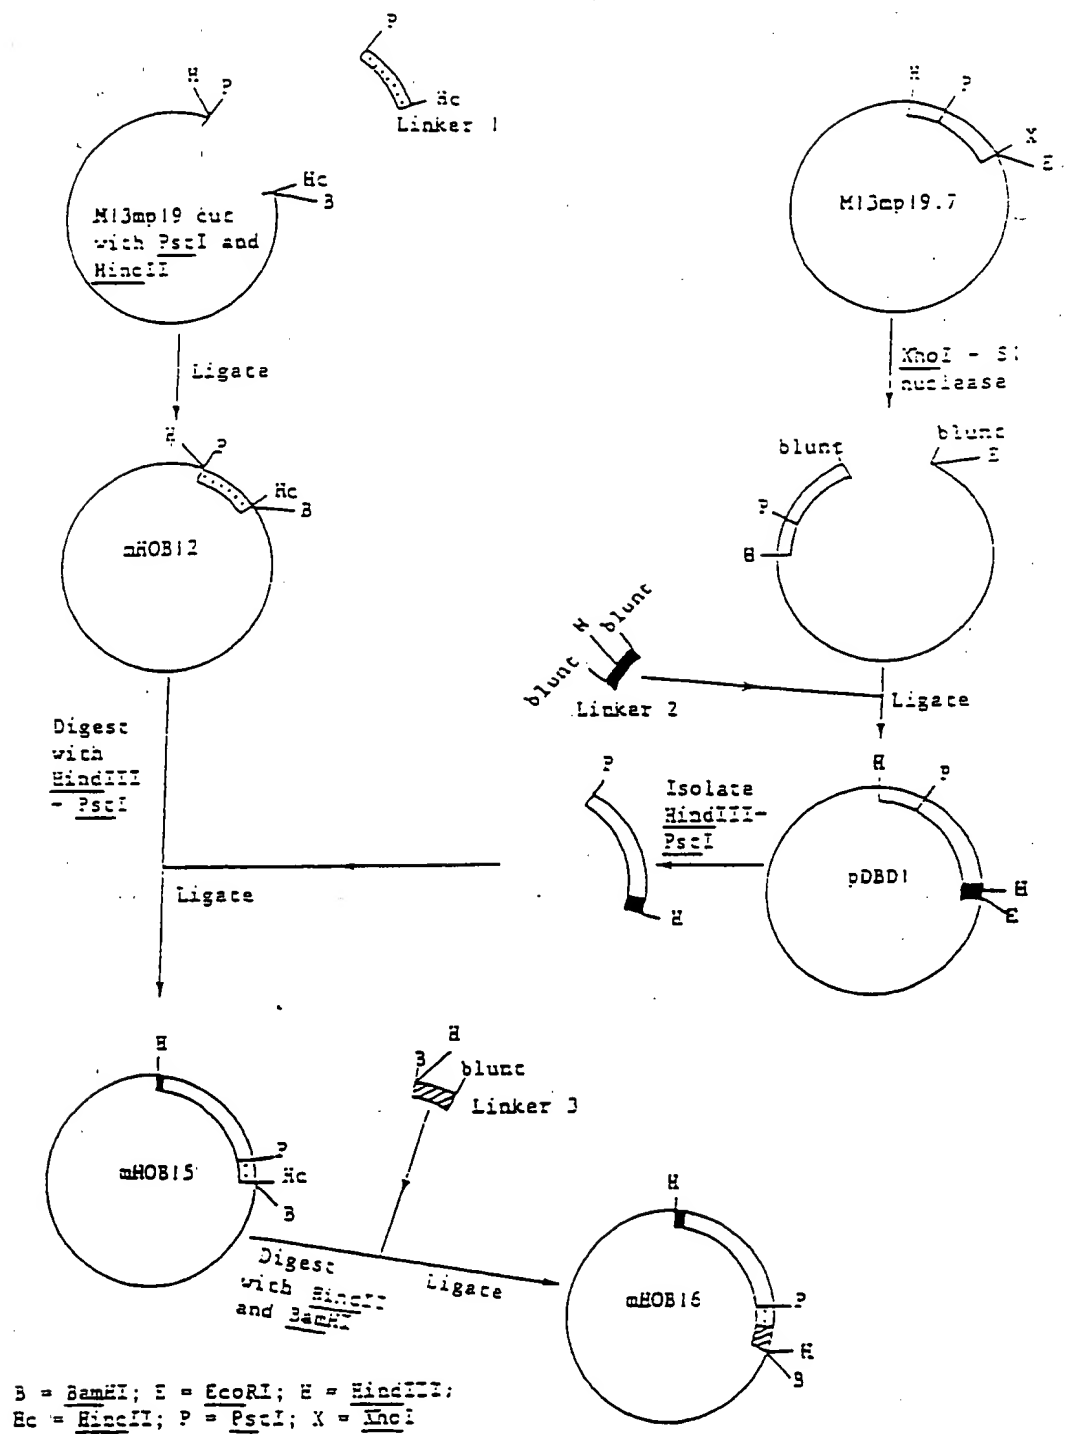 P
H
P
Hc
Linker 1
Hc
B
M13mp19 cut
with PstI and
HincII
H
P
X
E
M13mp19.7
Ligate
XhoI - S1
nuclease
H
P
Hc
B
mHOB12
blunt
blunt
E
P
H
H
blunt
blunt
Linker 2
Ligate
Digest
with
HindIII
- PstI
P
Isolate
HindIII-
PstI
H
H
P
pDBD1
H
E
Ligate
H
P
Hc
B
mHOB15
B
H
blunt
Linker 3
Digest
with HincII
and BamHI
Ligate
H
mHOB16
P
H
B
B = BamHI; E = EcoRI; H = HindIII;
Hc = HincII; P = PstI; X = XhoI